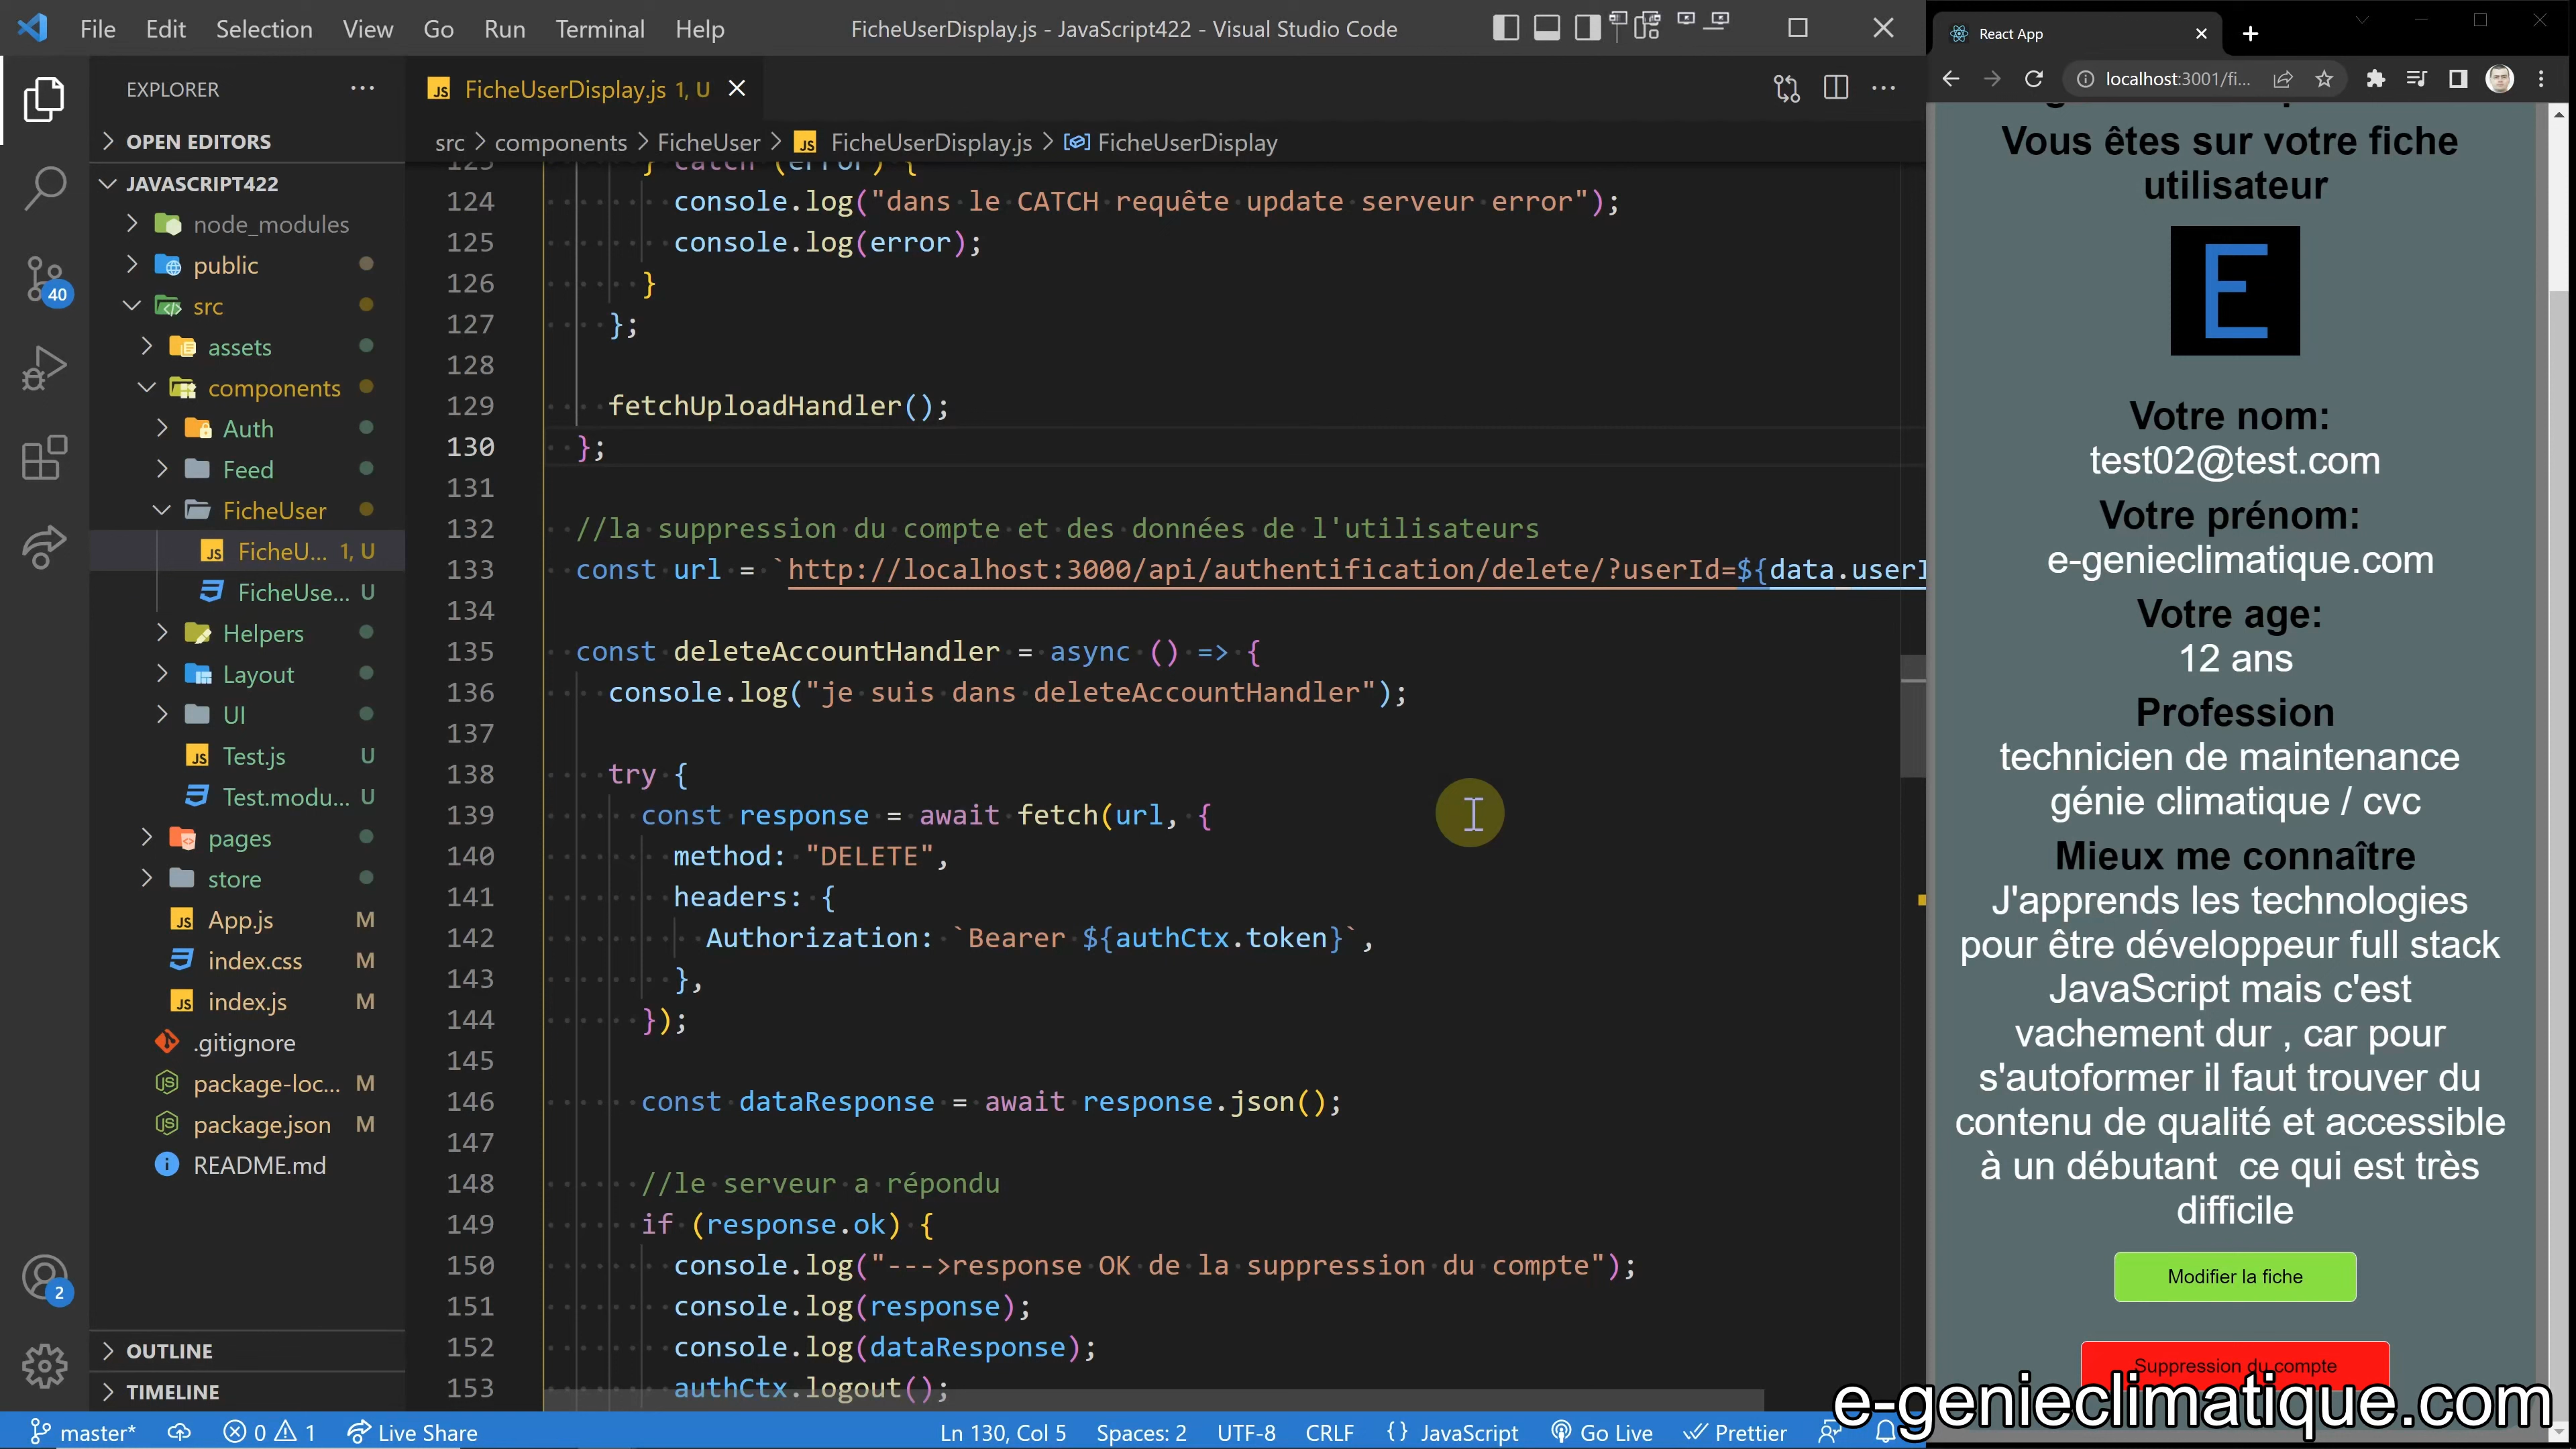 File Edit Selection View Go Run Terminal Help
FicheUserDisplay.js - JavaScript422 - Visual Studio Code
EXPLORER
OPEN EDITORS
JAVASCRIPT422
node_modules
public
src
assets
components
Auth
Feed
FicheUser
FicheU... 1, U
FicheUse... U
Helpers
Layout
UI
Test.js U
Test.modu... U
pages
store
App.js M
index.css M
index.js M
.gitignore
package-loc... M
package.json M
README.md
OUTLINE
TIMELINE
40
2
FicheUserDisplay.js 1, U
src > components > FicheUser > FicheUserDisplay.js > FicheUserDisplay
123 } catch (error) {
124 console.log("dans le CATCH requête update serveur error");
125 console.log(error);
126 }
127 };
128
129 fetchUploadHandler();
130 };
131
132 //la suppression du compte et des données de l'utilisateurs
133 const url = `http://localhost:3000/api/authentification/delete/?userId=${data.userI
134
135 const deleteAccountHandler = async () => {
136 console.log("je suis dans deleteAccountHandler");
137
138 try {
139 const response = await fetch(url, {
140 method: "DELETE",
141 headers: {
142 Authorization: `Bearer ${authCtx.token}`,
143 },
144 });
145
146 const dataResponse = await response.json();
147
148 //le serveur a répondu
149 if (response.ok) {
150 console.log("--->response OK de la suppression du compte");
151 console.log(response);
152 console.log(dataResponse);
153 authCtx.logout();
master* 0 1 Live Share Ln 130, Col 5 Spaces: 2 UTF-8 CRLF {} JavaScript Go Live Prettier
React App
localhost:3001/fi...
Vous êtes sur votre fiche
utilisateur
E
Votre nom:
test02@test.com
Votre prénom:
e-genieclimatique.com
Votre age:
12 ans
Profession
technicien de maintenance
génie climatique / cvc
Mieux me connaître
J'apprends les technologies
pour être développeur full stack
JavaScript mais c'est
vachement dur , car pour
s'autoformer il faut trouver du
contenu de qualité et accessible
à un débutant ce qui est très
difficile
Modifier la fiche
Suppression du compte
e-genieclimatique.com